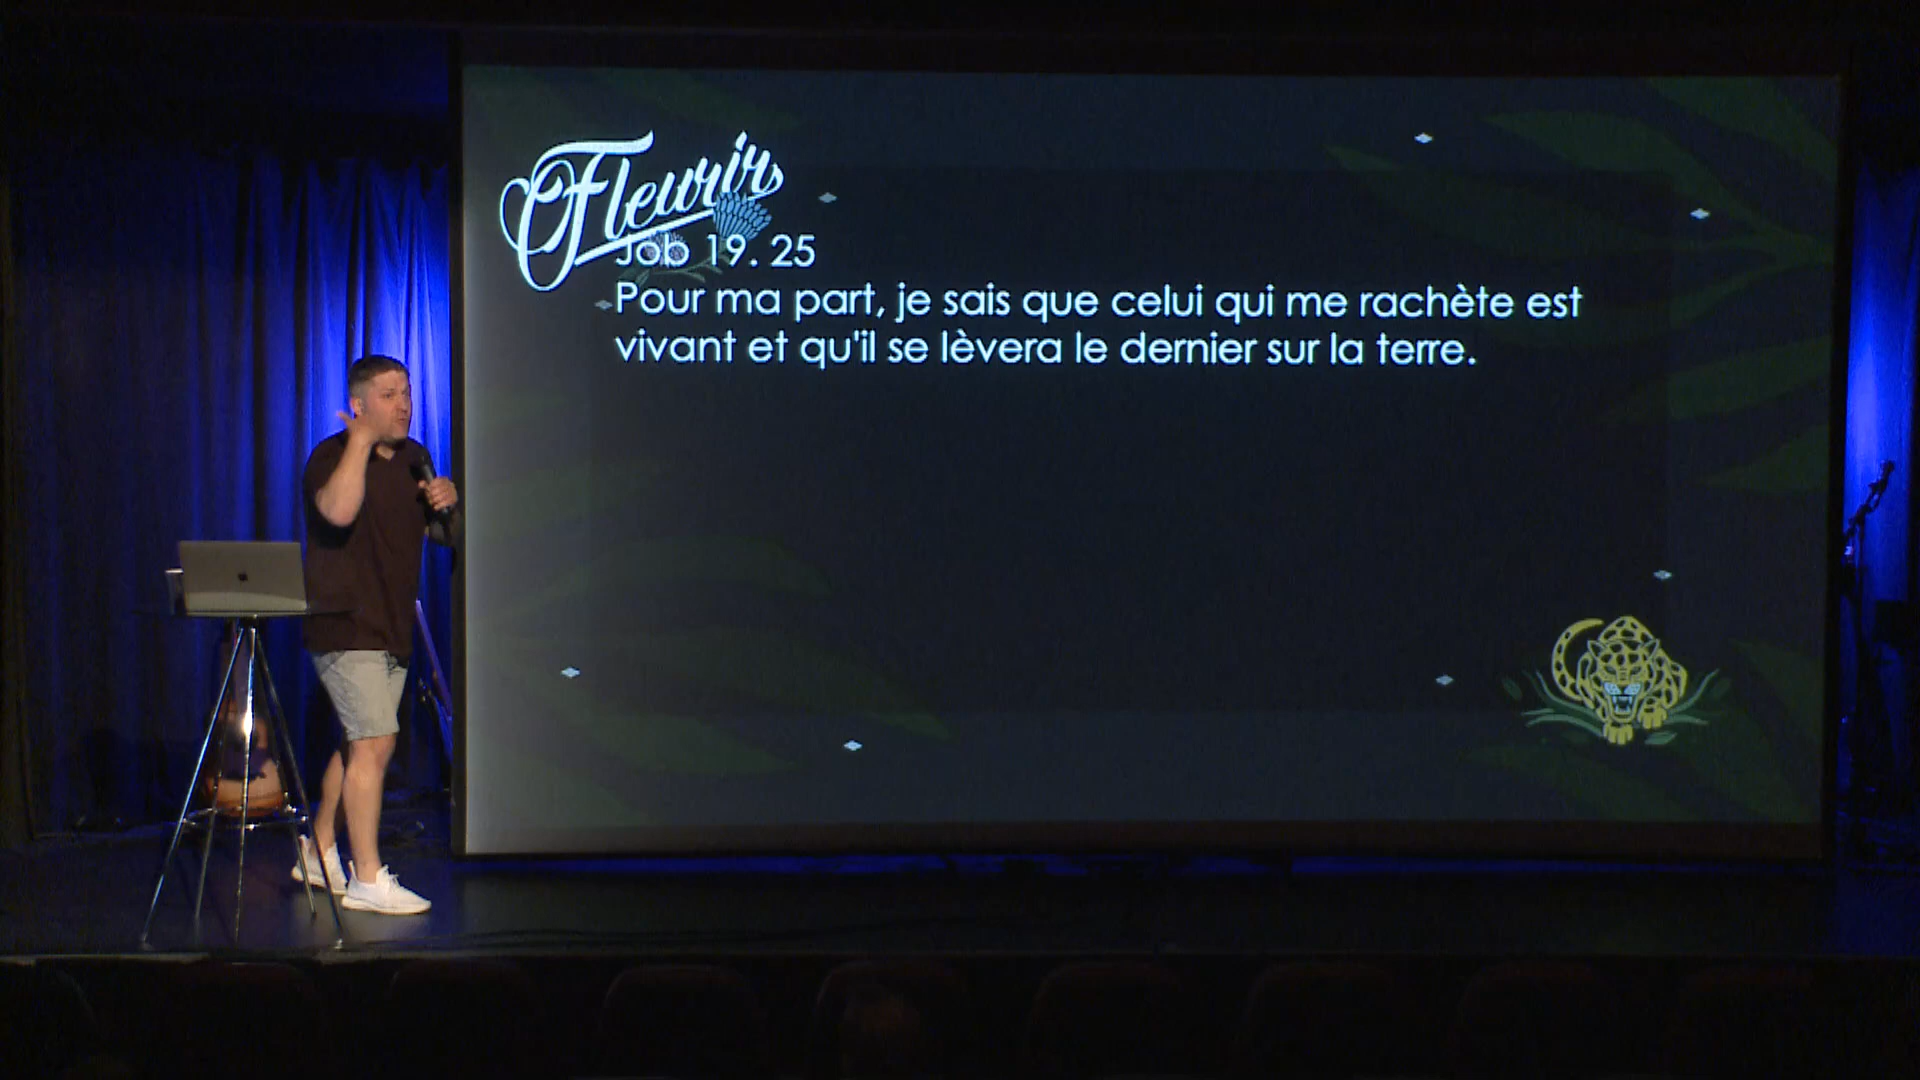 Fleurir
Job 19. 25
Pour ma part, je sais que celui qui me rachète est
vivant et qu'il se lèvera le dernier sur la terre.